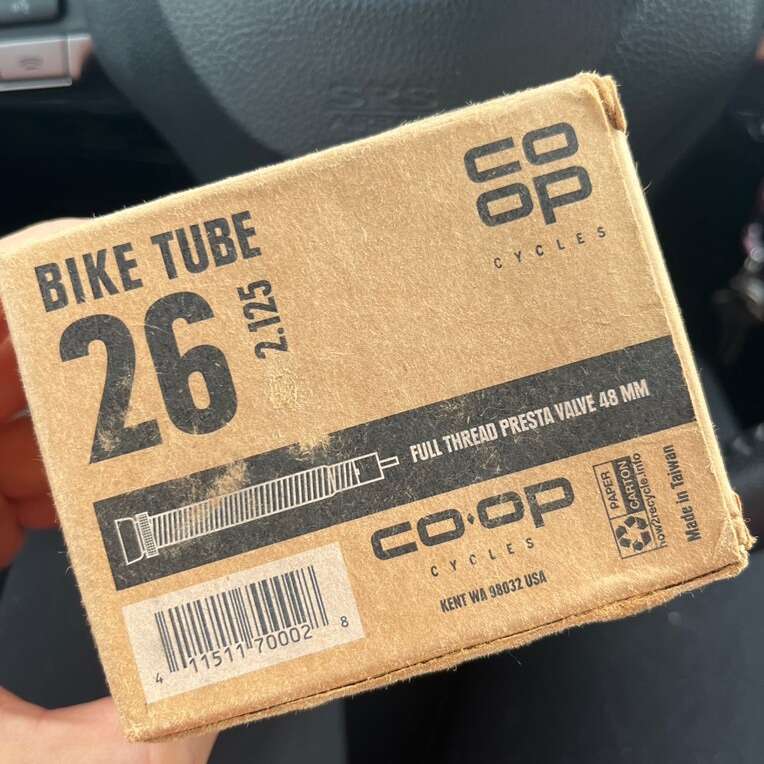 CO
OP
CYCLES
BIKE TUBE
26
2.125
FULL THREAD PRESTA VALVE 48 MM
CO·OP
CYCLES
KENT WA 98032 USA
PAPER
CARTON
how2recycle.info
Made in Taiwan
4 11511 70002 8